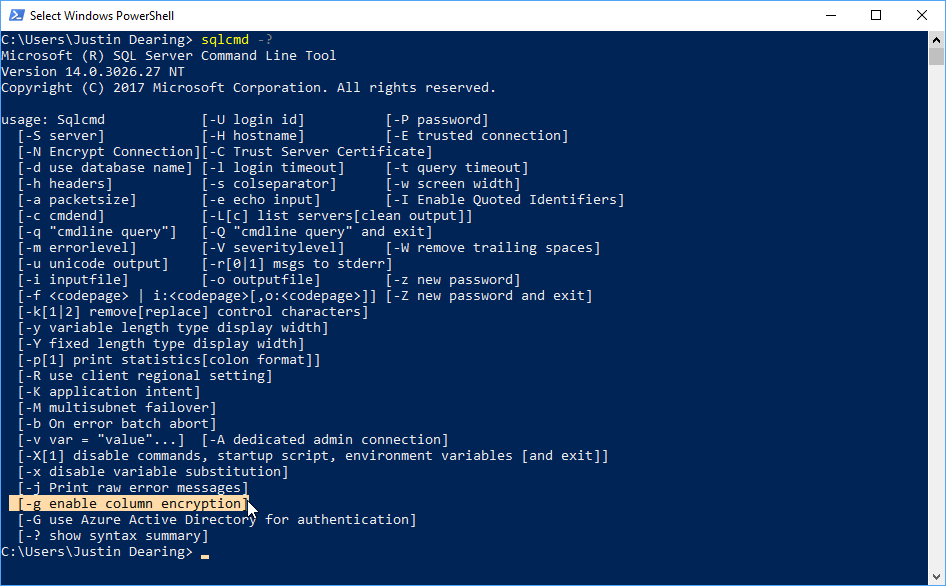 Select Windows PowerShell
C:\Users\Justin Dearing> sqlcmd -?
Microsoft (R) SQL Server Command Line Tool
Version 14.0.3026.27 NT
Copyright (C) 2017 Microsoft Corporation. All rights reserved.

usage: Sqlcmd            [-U login id]          [-P password]
  [-S server]            [-H hostname]          [-E trusted connection]
  [-N Encrypt Connection][-C Trust Server Certificate]
  [-d use database name] [-l login timeout]     [-t query timeout]
  [-h headers]           [-s colseparator]      [-w screen width]
  [-a packetsize]        [-e echo input]        [-I Enable Quoted Identifiers]
  [-c cmdend]            [-L[c] list servers[clean output]]
  [-q "cmdline query"]   [-Q "cmdline query" and exit]
  [-m errorlevel]        [-V severitylevel]     [-W remove trailing spaces]
  [-u unicode output]    [-r[0|1] msgs to stderr]
  [-i inputfile]         [-o outputfile]        [-z new password]
  [-f <codepage> | i:<codepage>[,o:<codepage>]] [-Z new password and exit]
  [-k[1|2] remove[replace] control characters]
  [-y variable length type display width]
  [-Y fixed length type display width]
  [-p[1] print statistics[colon format]]
  [-R use client regional setting]
  [-K application intent]
  [-M multisubnet failover]
  [-b On error batch abort]
  [-v var = "value"...]  [-A dedicated admin connection]
  [-X[1] disable commands, startup script, environment variables [and exit]]
  [-x disable variable substitution]
  [-j Print raw error messages]
  [-g enable column encryption]
  [-G use Azure Active Directory for authentication]
  [-? show syntax summary]
C:\Users\Justin Dearing>